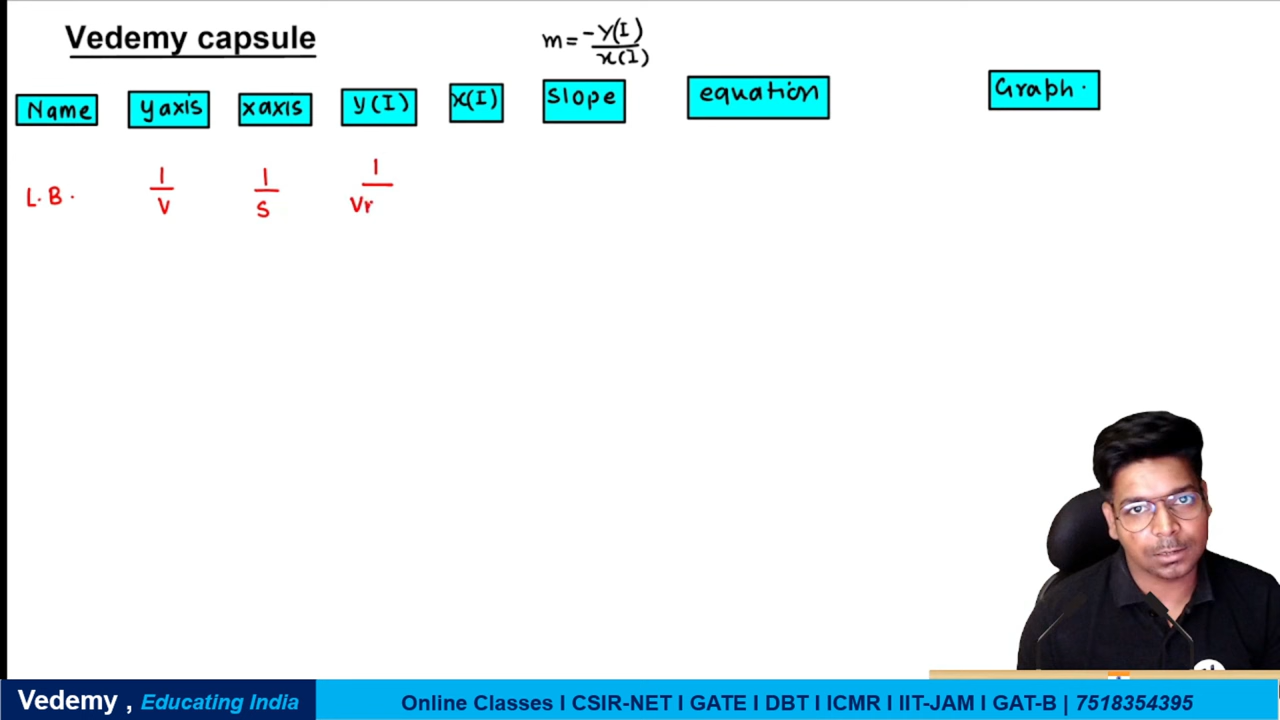 Vedemy capsule
m = -y(I)/x(I)
Name y axis x axis y(I) x(I) Slope equation Graph.
L.B. 1/V 1/S 1/Vr
Vedemy , Educating India
Online Classes I CSIR-NET I GATE I DBT I ICMR I IIT-JAM I GAT-B | 7518354395